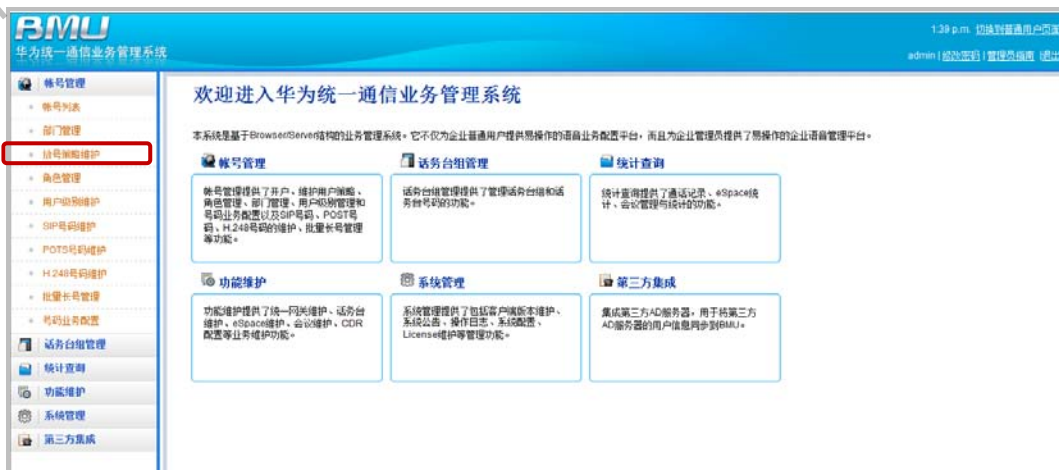 BMU
华为统一通信业务管理系统
1:39 p.m. 切换到普通用户页面
admin | 修改密码 | 管理员指南 |退出
帐号管理
帐号列表
部门管理
放号策略维护
角色管理
用户级别维护
SIP号码维护
POTS号码维护
H.248号码维护
批量长号管理
号码业务配置
话务台组管理
统计查询
功能维护
系统管理
第三方集成
欢迎进入华为统一通信业务管理系统
本系统是基于Browser/Server结构的业务管理系统。它不仅为企业普通用户提供易操作的语音业务配置平台，而且为企业管理员提供了易操作的企业语音管理平台。
帐号管理
帐号管理提供了开户、维护用户策略、
角色管理、部门管理、用户级别管理和
号码业务配置以及SIP号码、POST号
码、H.248号码的维护、批量长号管理
等功能。
话务台组管理
话务台组管理提供了管理话务台组和话
务台号码的功能。
统计查询
统计查询提供了通话记录、eSpace统
计、会议管理与统计的功能。
功能维护
功能维护提供了统一网关维护、话务台
维护、eSpace维护、会议维护、CDR
配置等业务维护功能。
系统管理
系统管理提供了包括客户端版本维护、
系统公告、操作日志、系统配置、
License维护等管理功能。
第三方集成
集成第三方AD服务器，用于将第三方
AD服务器的用户信息同步到BMU。